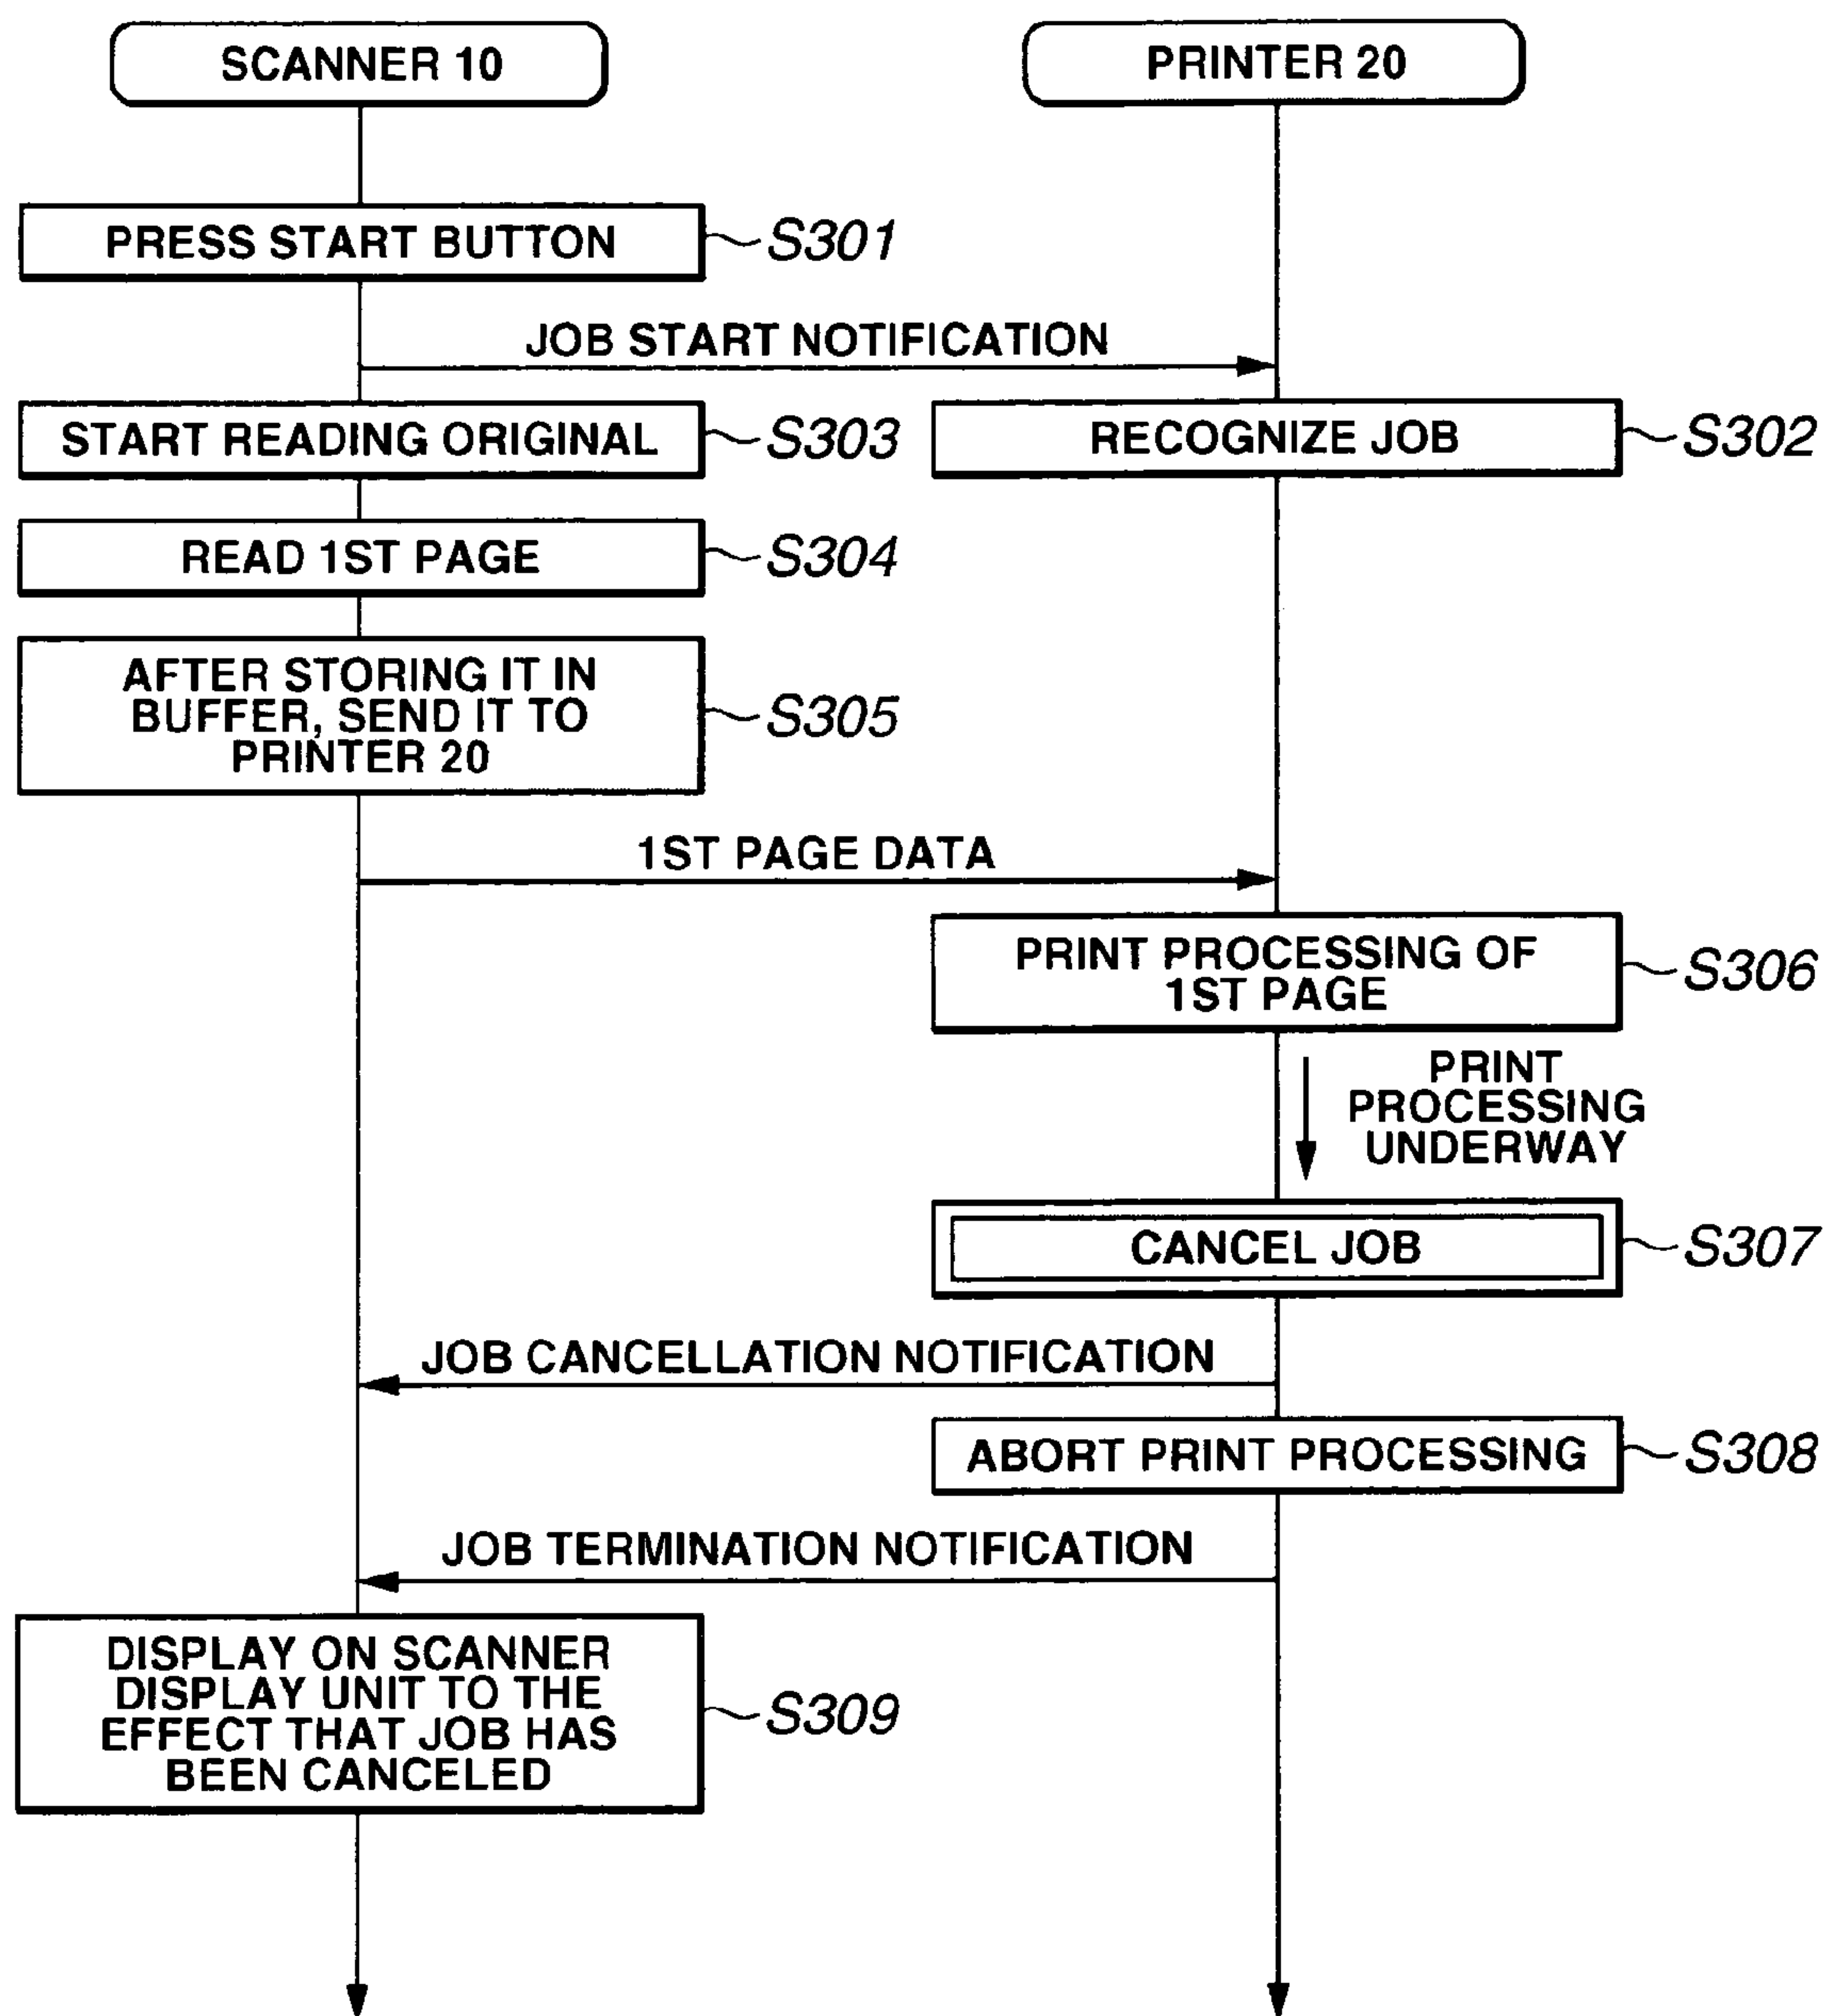 SCANNER 10
PRINTER 20
PRESS START BUTTON
S301
JOB START NOTIFICATION
START READING ORIGINAL
S303
RECOGNIZE JOB
S302
READ 1ST PAGE
S304
AFTER STORING IT IN
BUFFER, SEND IT TO
PRINTER 20
S305
1ST PAGE DATA
PRINT PROCESSING OF
1ST PAGE
S306
PRINT
PROCESSING
UNDERWAY
CANCEL JOB
S307
JOB CANCELLATION NOTIFICATION
ABORT PRINT PROCESSING
S308
JOB TERMINATION NOTIFICATION
DISPLAY ON SCANNER
DISPLAY UNIT TO THE
EFFECT THAT JOB HAS
BEEN CANCELED
S309